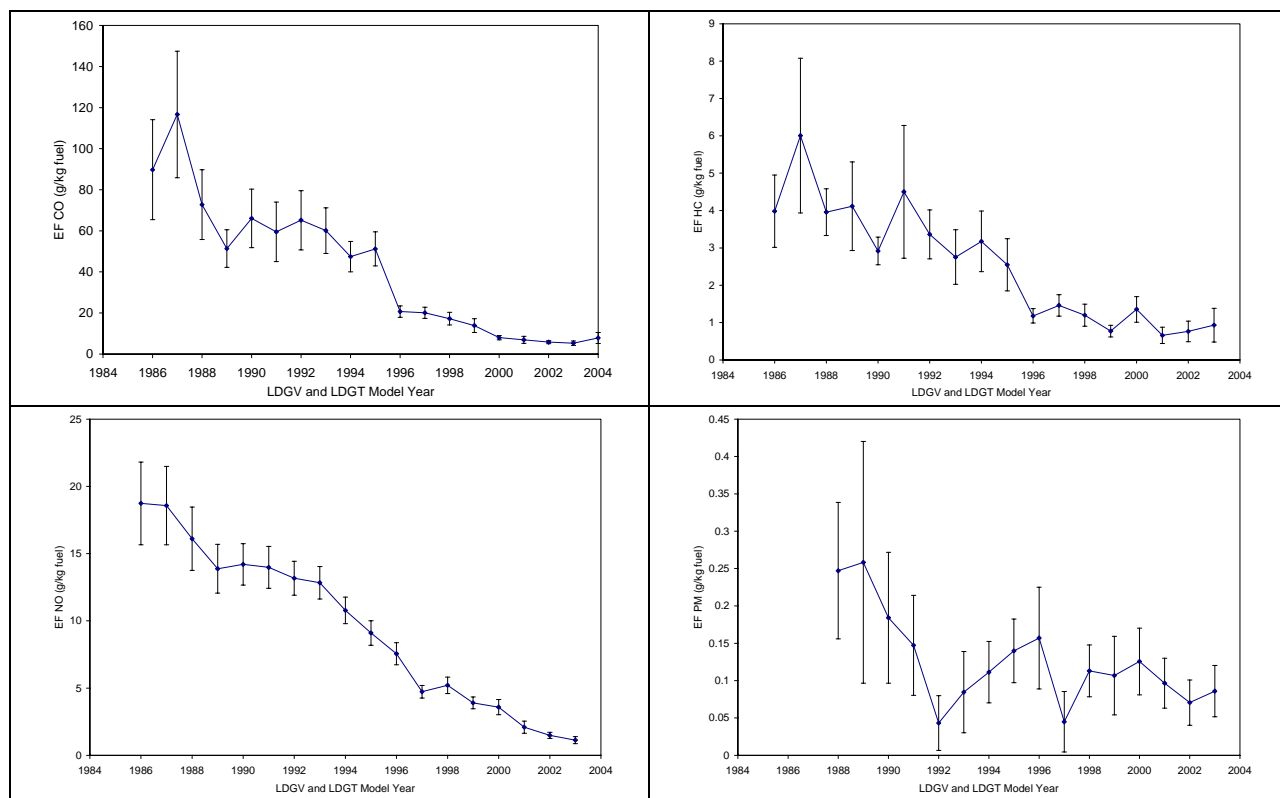 EF CO (g/kg fuel)
160
140
120
100
80
60
40
20
0
1984 1986 1988 1990 1992 1994 1996 1998 2000 2002 2004
LDGV and LDGT Model Year
EF HC (g/kg fuel)
9
8
7
6
5
4
3
2
1
0
1984 1986 1988 1990 1992 1994 1996 1998 2000 2002 2004
LDGV and LDGT Model Year
EF NO (g/kg fuel)
25
20
15
10
5
0
1984 1986 1988 1990 1992 1994 1996 1998 2000 2002 2004
LDGV and LDGT Model Year
EF PM (g/kg fuel)
0.45
0.4
0.35
0.3
0.25
0.2
0.15
0.1
0.05
0
1984 1986 1988 1990 1992 1994 1996 1998 2000 2002 2004
LDGV and LDGT Model Year